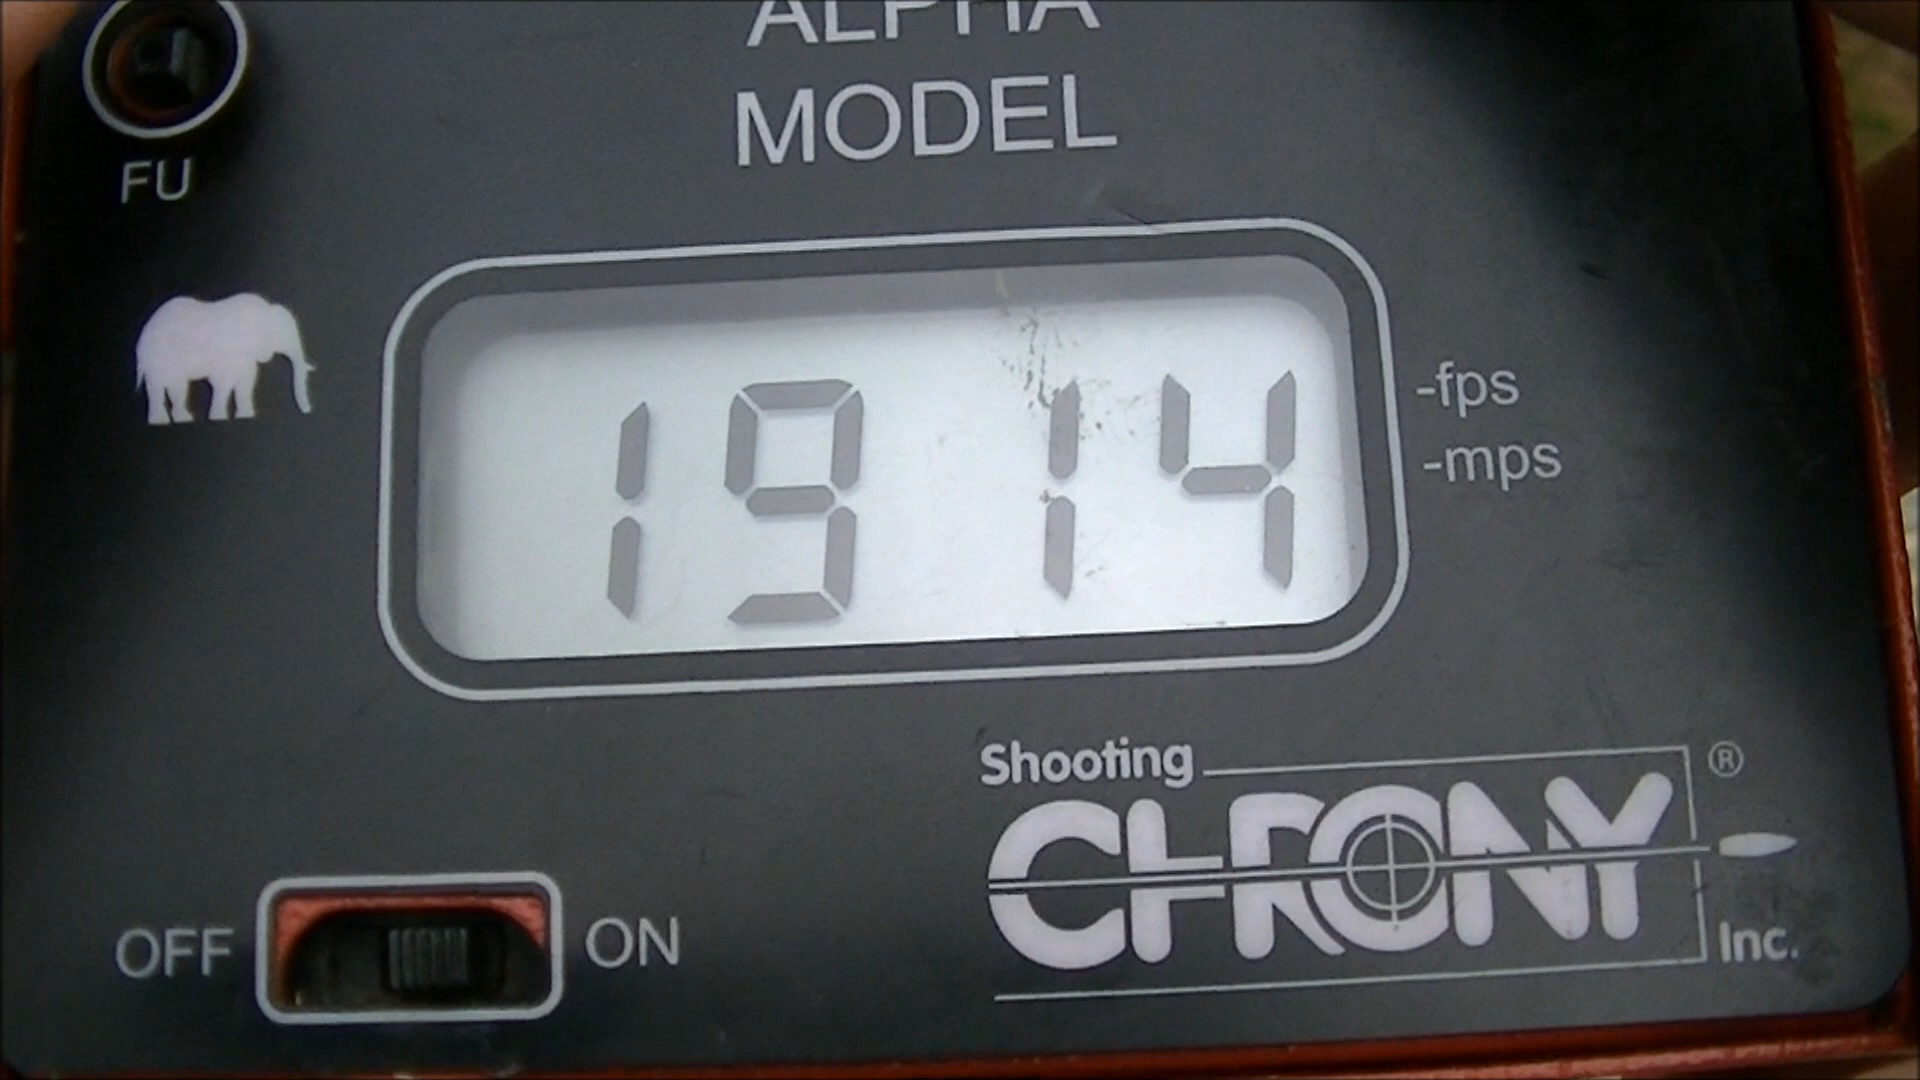 ALPHA
MODEL
FU
1914
-fps
-mps
Shooting
CHRONY ®
Inc.
OFF ON